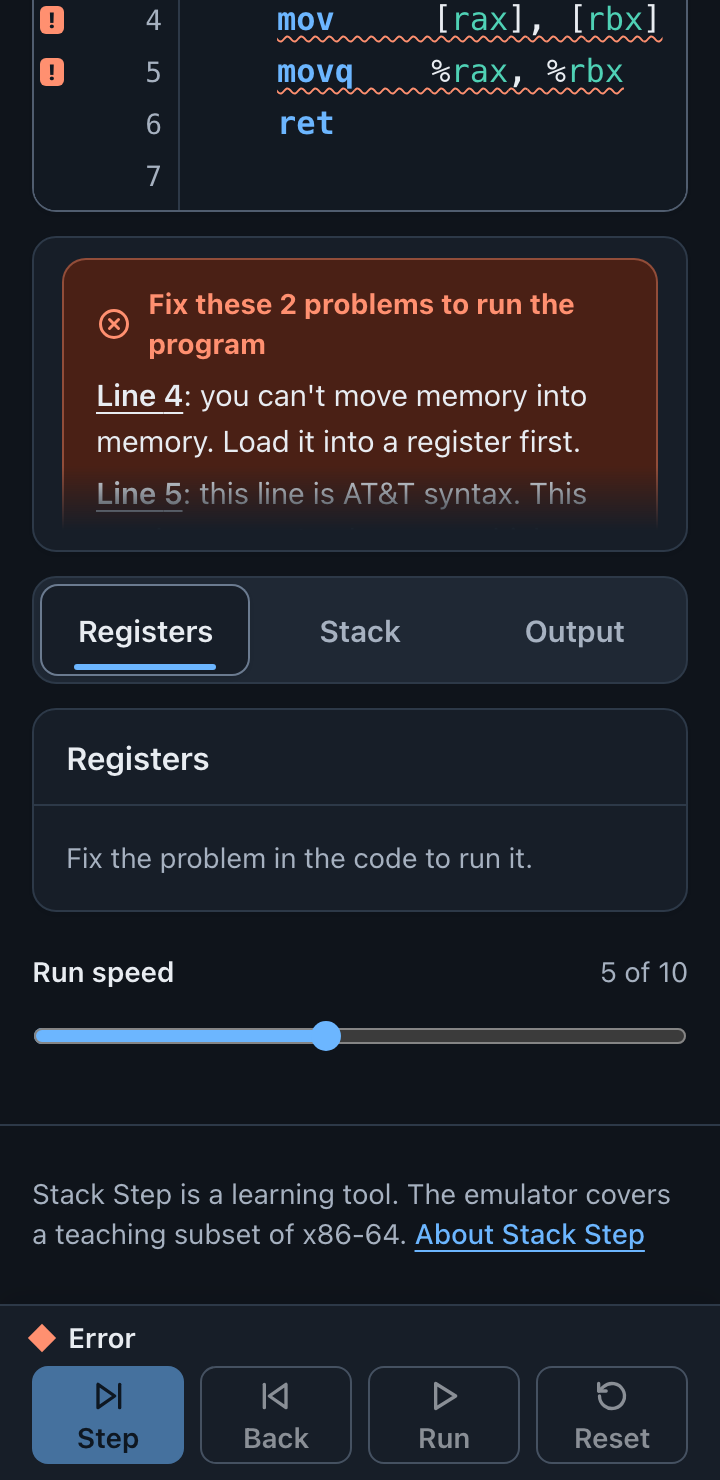 4 mov [rax], [rbx]
5 movq %rax, %rbx
6 ret
7
Fix these 2 problems to run the
program
Line 4: you can't move memory into
memory. Load it into a register first.
Line 5: this line is AT&T syntax. This
Registers Stack Output
Registers
Fix the problem in the code to run it.
Run speed 5 of 10
Stack Step is a learning tool. The emulator covers
a teaching subset of x86-64. About Stack Step
Error
Step Back Run Reset